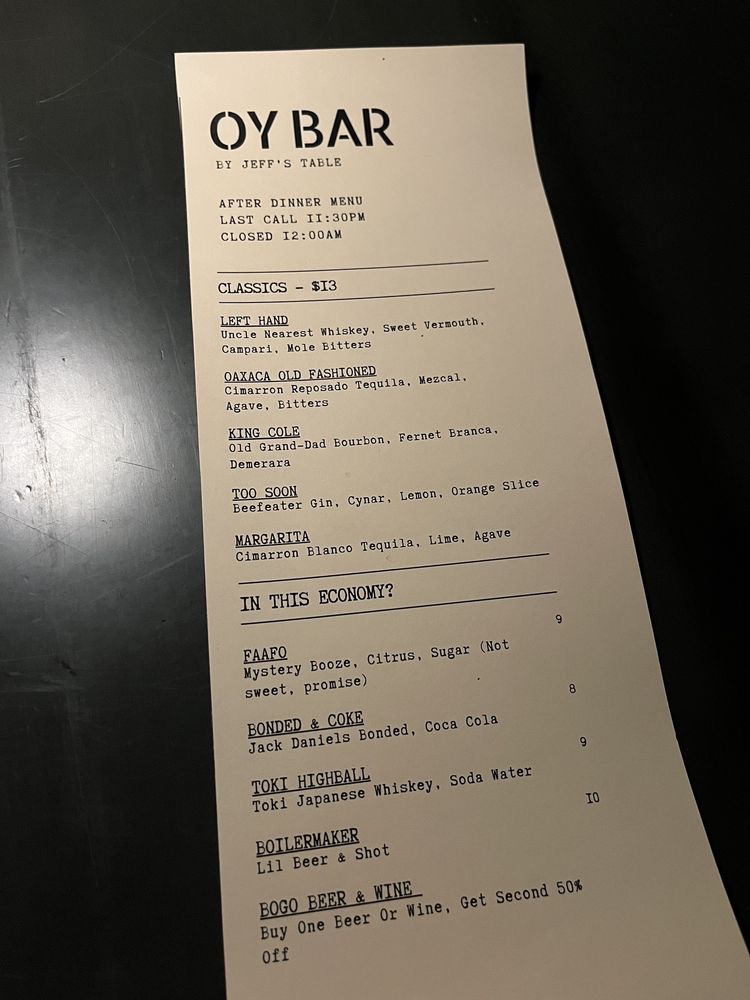 OY BAR
BY JEFF'S TABLE
AFTER DINNER MENU
LAST CALL 11:30PM
CLOSED 12:00AM
CLASSICS - $13
LEFT HAND
Uncle Nearest Whiskey, Sweet Vermouth,
Campari, Mole Bitters
OAXACA OLD FASHIONED
Cimarron Reposado Tequila, Mezcal,
Agave, Bitters
KING COLE
Old Grand-Dad Bourbon, Fernet Branca,
Demerara
TOO SOON
Beefeater Gin, Cynar, Lemon, Orange Slice
MARGARITA
Cimarron Blanco Tequila, Lime, Agave
IN THIS ECONOMY?
FAAFO 9
Mystery Booze, Citrus, Sugar (Not
sweet, promise)
BONDED & COKE 8
Jack Daniels Bonded, Coca Cola
TOKI HIGHBALL 9
Toki Japanese Whiskey, Soda Water
BOILERMAKER 10
Lil Beer & Shot
BOGO BEER & WINE
Buy One Beer Or Wine, Get Second 50%
Off